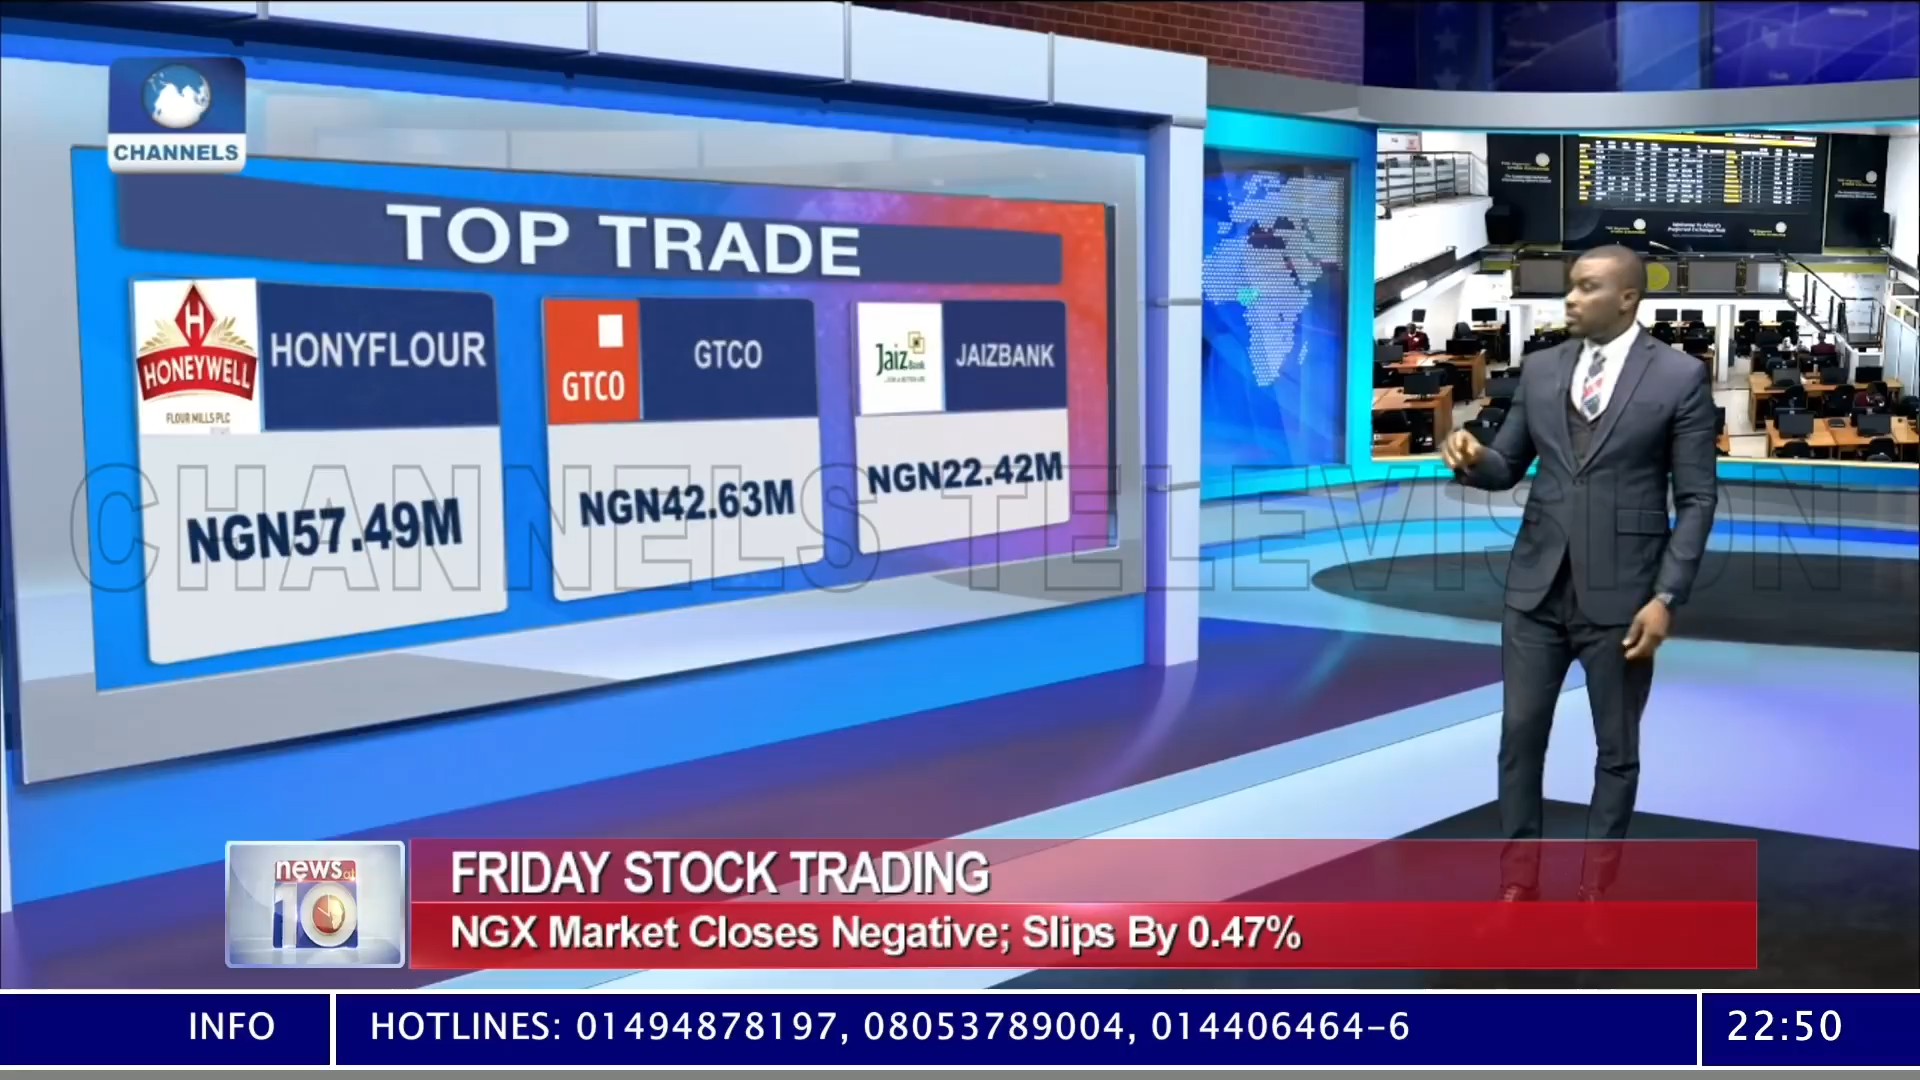 CHANNELS
TOP TRADE
HONEYWELL
FLOUR MILLS PLC
HONYFLOUR
NGN57.49M
GTCO
GTCO
NGN42.63M
Jaiz Bank
JAIZBANK
NGN22.42M
CHANNELS TELEVISION
news at
10
FRIDAY STOCK TRADING
NGX Market Closes Negative; Slips By 0.47%
INFO
HOTLINES: 01494878197, 08053789004, 014406464-6
22:50